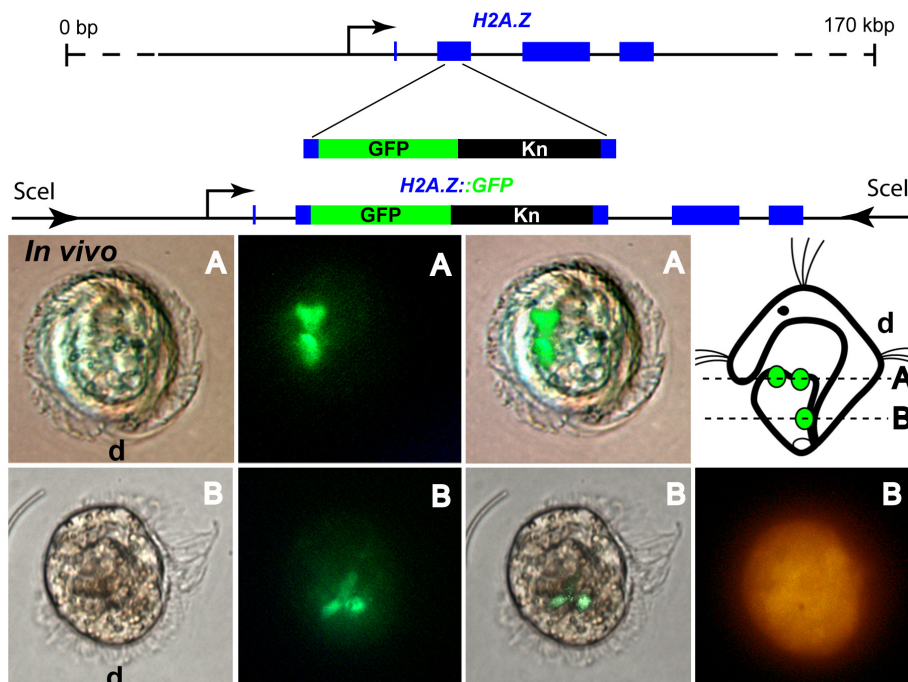 0 bp
H2A.Z
170 kbp
GFP Kn
SceI
H2A.Z::GFP
SceI
GFP Kn
In vivo
A
A
A
d
d
A
B
B
B
B
B
d